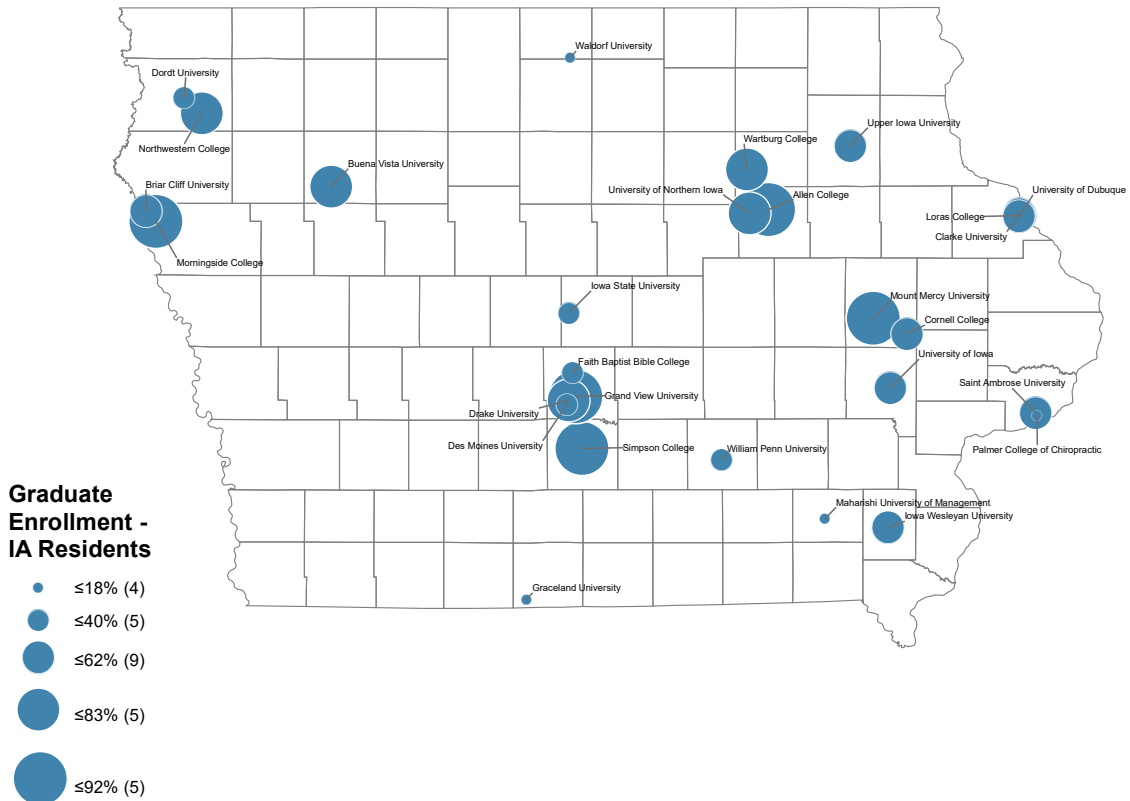 Waldorf University
Dordt University
Upper Iowa University
Wartburg College
Northwestern College
Buena Vista University
Briar Cliff University
University of Northern Iowa
Allen College
University of Dubuque
Loras College
Clarke University
Morningside College
Iowa State University
Mount Mercy University
Cornell College
University of Iowa
Faith Baptist Bible College
Saint Ambrose University
Grand View University
Drake University
Des Moines University
Simpson College
William Penn University
Palmer College of Chiropractic
Maharishi University of Management
Iowa Wesleyan University
Graceland University
Graduate
Enrollment -
IA Residents
≤18% (4)
≤40% (5)
≤62% (9)
≤83% (5)
≤92% (5)